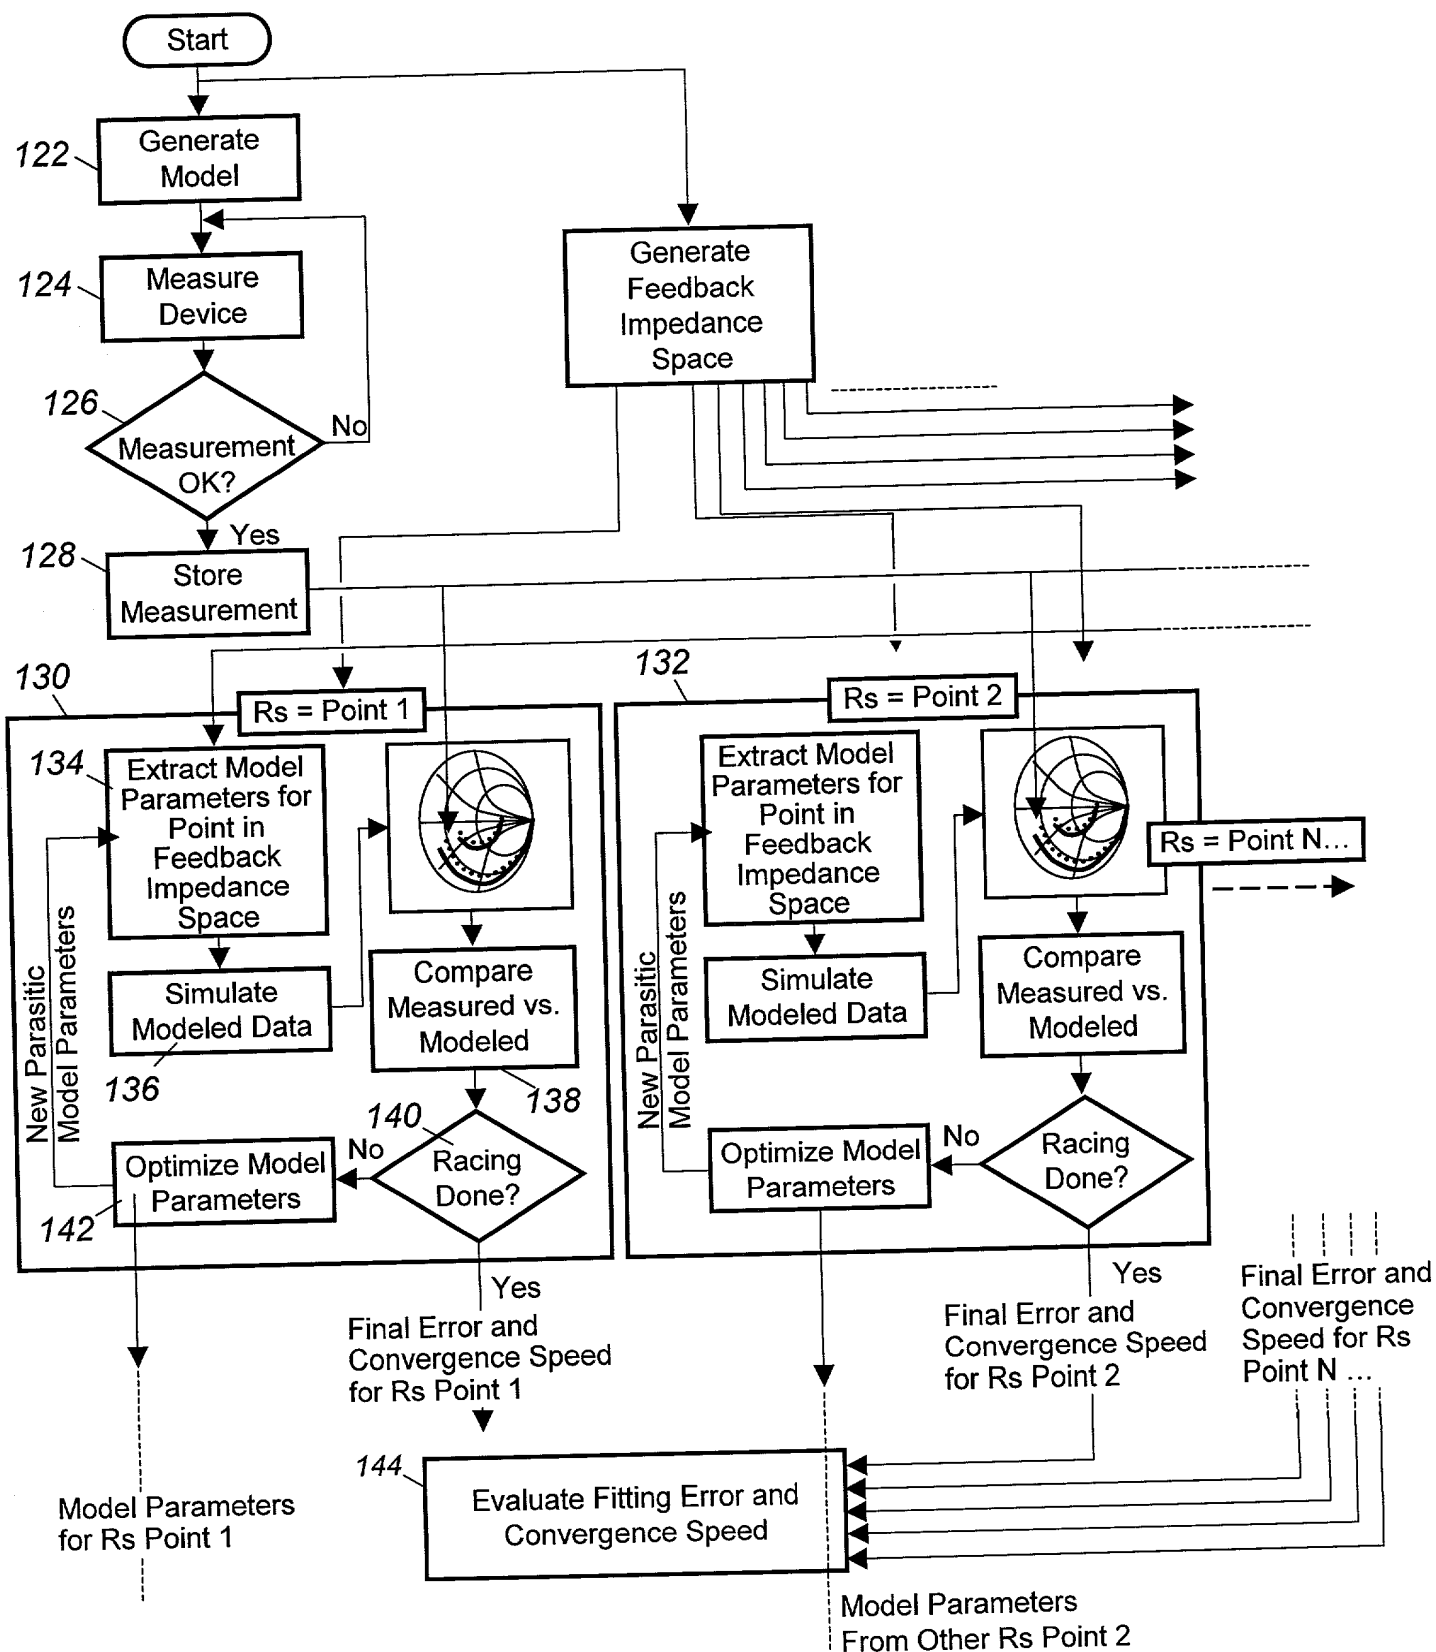 Start
122
Generate
Model
124
Measure
Device
Generate
Feedback
Impedance
Space
126
No
Measurement
OK?
Yes
128
Store
Measurement
130
Rs = Point 1
132
Rs = Point 2
134
Extract Model
Parameters for
Point in
Feedback
Impedance
Space
New Parasitic
Model Parameters
Simulate
Modeled Data
136
Compare
Measured vs.
Modeled
138
140
No
Racing
Done?
Optimize Model
Parameters
142
Extract Model
Parameters for
Point in
Feedback
Impedance
Space
New Parasitic
Model Parameters
Simulate
Modeled Data
Compare
Measured vs.
Modeled
No
Racing
Done?
Optimize Model
Parameters
Rs = Point N...
Yes
Final Error and
Convergence Speed
for Rs Point 1
Yes
Final Error and
Convergence Speed
for Rs Point 2
Final Error and
Convergence
Speed for Rs
Point N ...
144
Evaluate Fitting Error and
Convergence Speed
Model Parameters
for Rs Point 1
Model Parameters
From Other Rs Point 2